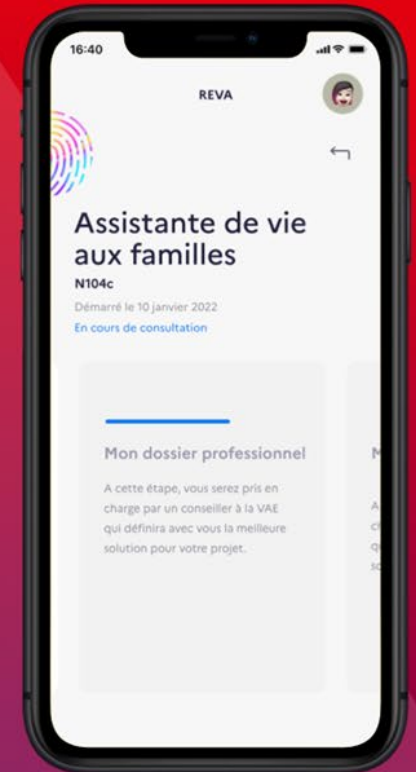 16:40
REVA
Assistante de vie
aux familles
N104c
Démarré le 10 janvier 2022
En cours de consultation
Mon dossier professionnel
A cette étape, vous serez pris en
charge par un conseiller à la VAE
qui définira avec vous la meilleure
solution pour votre projet.